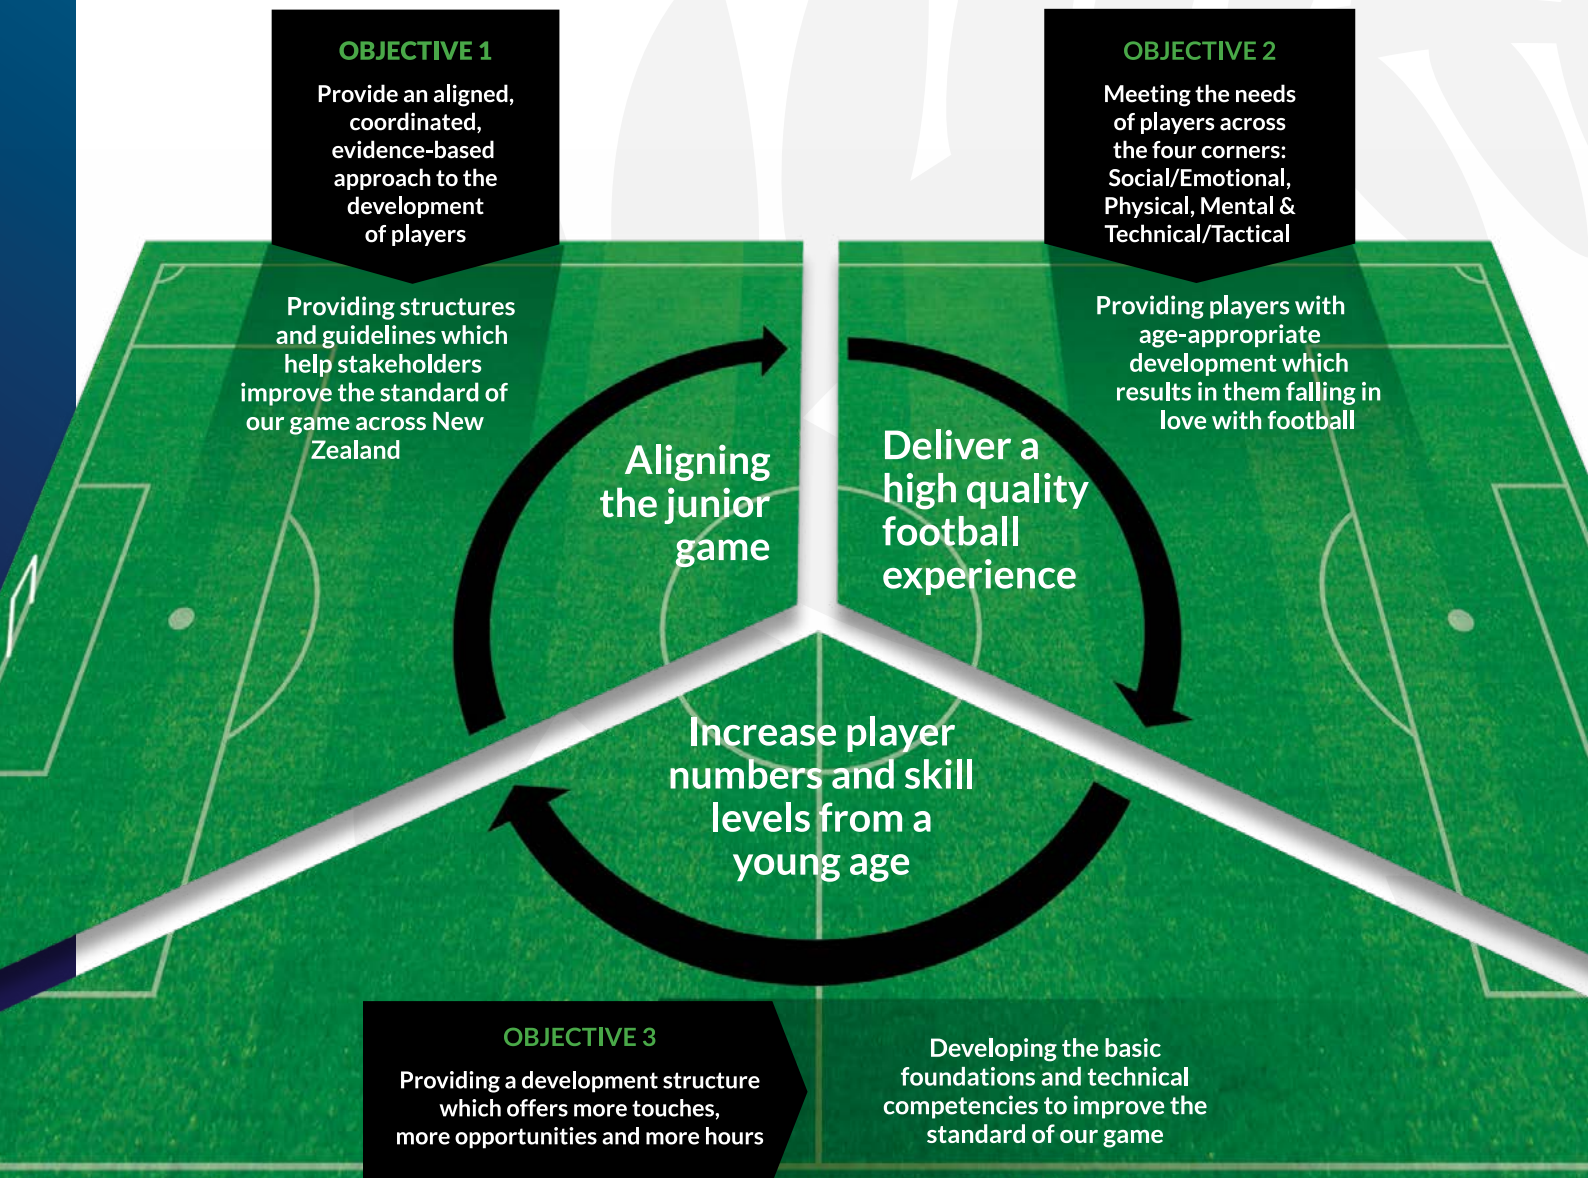 OBJECTIVE 1
Provide an aligned,
coordinated,
evidence-based
approach to the
development
of players
Providing structures
and guidelines which
help stakeholders
improve the standard of
our game across New
Zealand
Aligning
the junior
game
OBJECTIVE 2
Meeting the needs
of players across
the four corners:
Social/Emotional,
Physical, Mental &
Technical/Tactical
Providing players with
age-appropriate
development which
results in them falling in
love with football
Deliver a
high quality
football
experience
Increase player
numbers and skill
levels from a
young age
OBJECTIVE 3
Providing a development structure
which offers more touches,
more opportunities and more hours
Developing the basic
foundations and technical
competencies to improve the
standard of our game